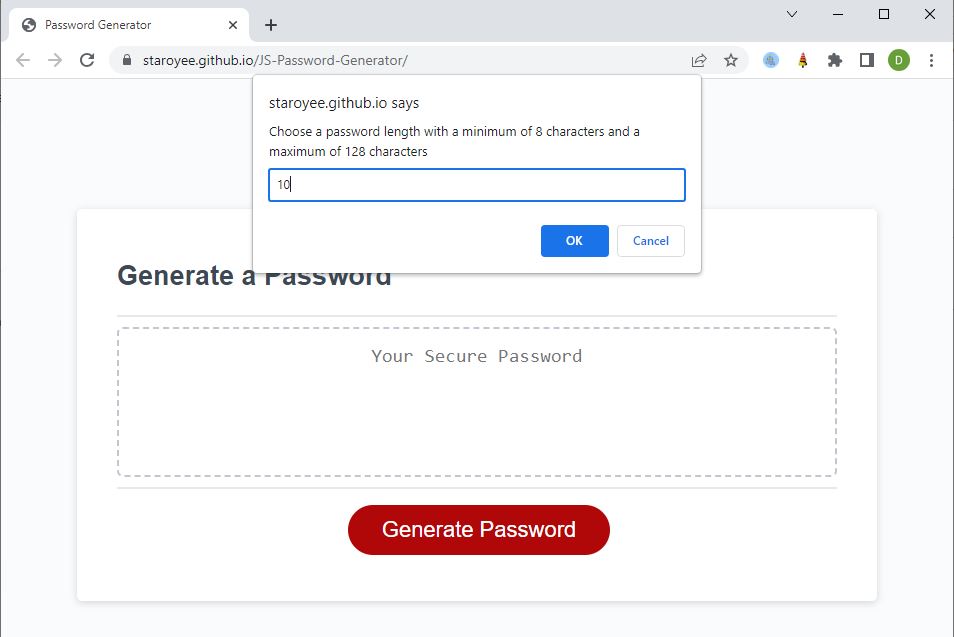 Password Generator
staroyee.github.io/JS-Password-Generator/
D
staroyee.github.io says
Choose a password length with a minimum of 8 characters and a
maximum of 128 characters
10
OK Cancel
Generate a Password
Your Secure Password
Generate Password